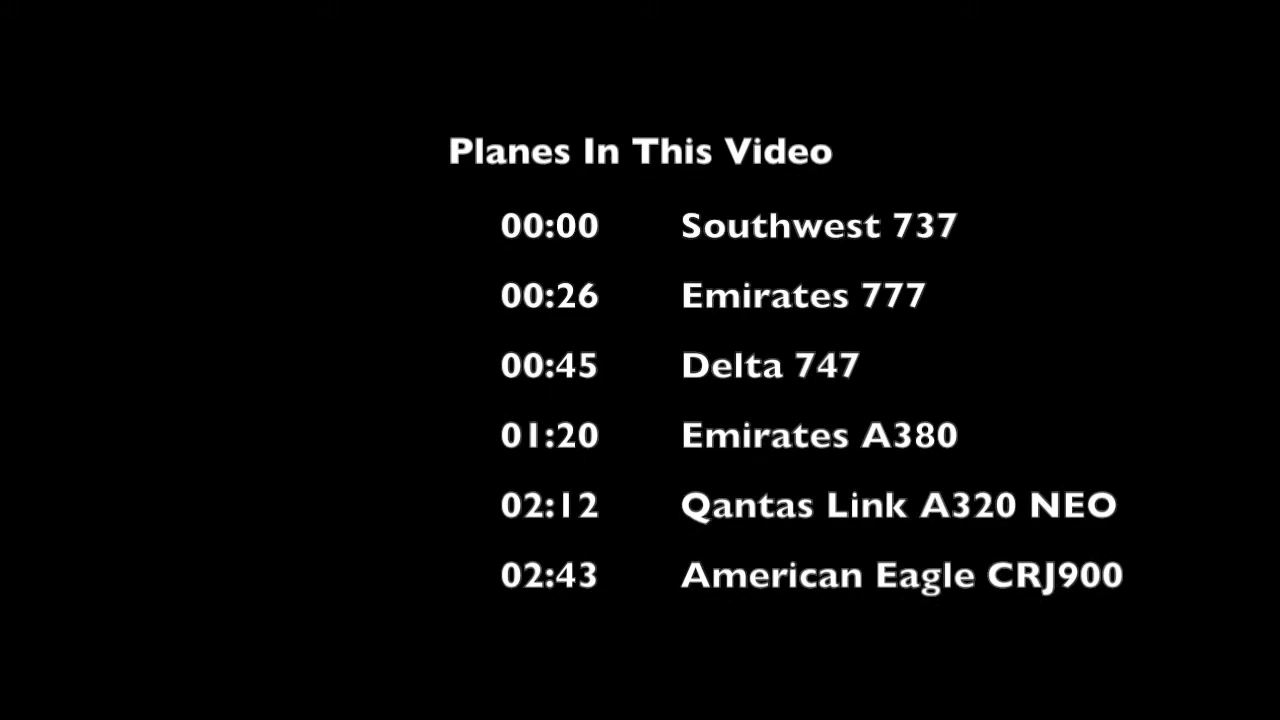 Planes In This Video
00:00 Southwest 737
00:26 Emirates 777
00:45 Delta 747
01:20 Emirates A380
02:12 Qantas Link A320 NEO
02:43 American Eagle CRJ900